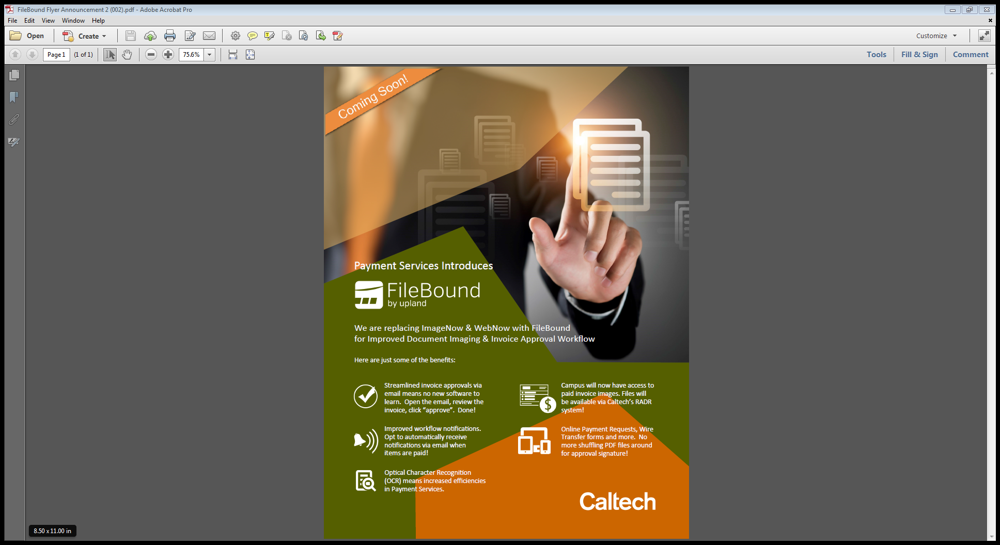 FileBound Flyer Announcement 2 (002).pdf - Adobe Acrobat Pro
File Edit View Window Help
Open Create Customize
Page 1 (1 of 1) 75.6% Tools Fill & Sign Comment
Coming Soon!
Payment Services Introduces
FileBound
by upland
We are replacing ImageNow & WebNow with FileBound
for Improved Document Imaging & Invoice Approval Workflow
Here are just some of the benefits:
Streamlined invoice approvals via
email means no new software to
learn.  Open the email, review the
invoice, click “approve”.  Done!
Campus will now have access to
paid invoice images. Files will
be available via Caltech’s RADR
system!
Improved workflow notifications.
Opt to automatically receive
notifications via email when
items are paid!
Online Payment Requests, Wire
Transfer forms and more.  No
more shuffling PDF files around
for approval signature!
Optical Character Recognition
(OCR) means increased efficiencies
in Payment Services.
Caltech
8.50 x 11.00 in